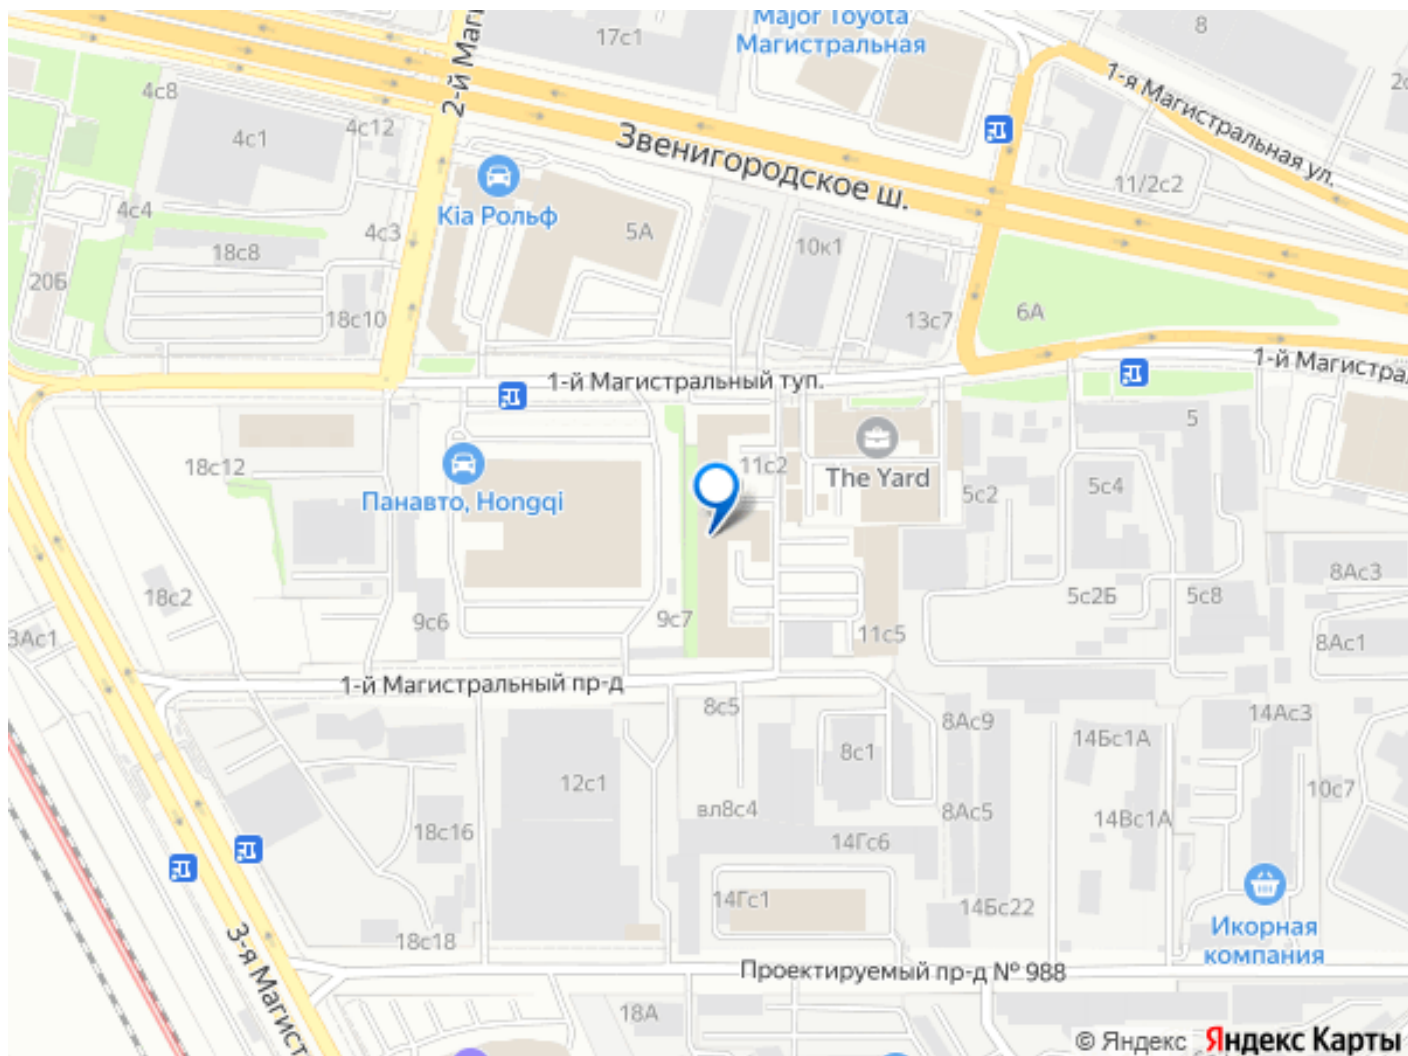 Major Toyota
Магистральная
17с1
8
2-й Маг
4с8
4с12
4с1
1-я Магистральная ул.
Звенигородское ш.
11/2с2
4с4
Kia Рольф
4с3
5А
10к1
18с8
20Б
6А
18с10
13с7
1-й Магистральный туп.
1-й Магистрал
5
18с12
11с2
The Yard
5с2
5с4
Панавто, Hongqi
8Ас3
18с2
5с2Б
5с8
9с6
9с7
11с5
3Ас1
8Ас1
1-й Магистральный пр-д
8с5
8Ас9
14Ас3
14Бс1А
8с1
12с1
10с7
вл8с4
8Ас5
14Вс1А
18с16
14Гс6
14Гс1
14Бс22
3-я Магист
18с18
Икорная
компания
Проектируемый пр-д № 988
18А
© Яндекс Яндекс Карты